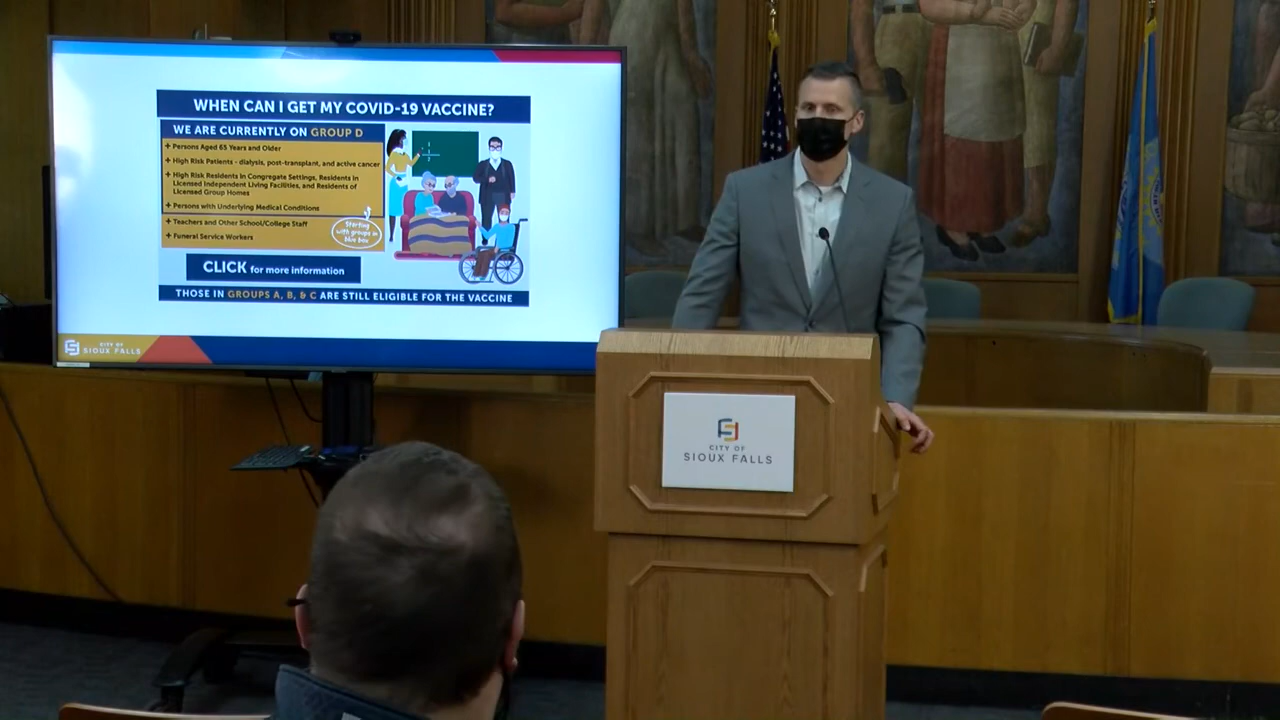 WHEN CAN I GET MY COVID-19 VACCINE?
WE ARE CURRENTLY ON GROUP D
+ Persons Aged 65 Years and Older
+ High Risk Patients - dialysis, post-transplant, and active cancer
+ High Risk Residents in Congregate Settings, Residents in
Licensed Independent Living Facilities, and Residents of
Licensed Group Homes
+ Persons with Underlying Medical Conditions
+ Teachers and Other School/College Staff
+ Funeral Service Workers
Starting
with groups in
blue box
CLICK for more information
THOSE IN GROUPS A, B, & C ARE STILL ELIGIBLE FOR THE VACCINE
CITY OF
SIOUX FALLS
CITY OF
SIOUX FALLS